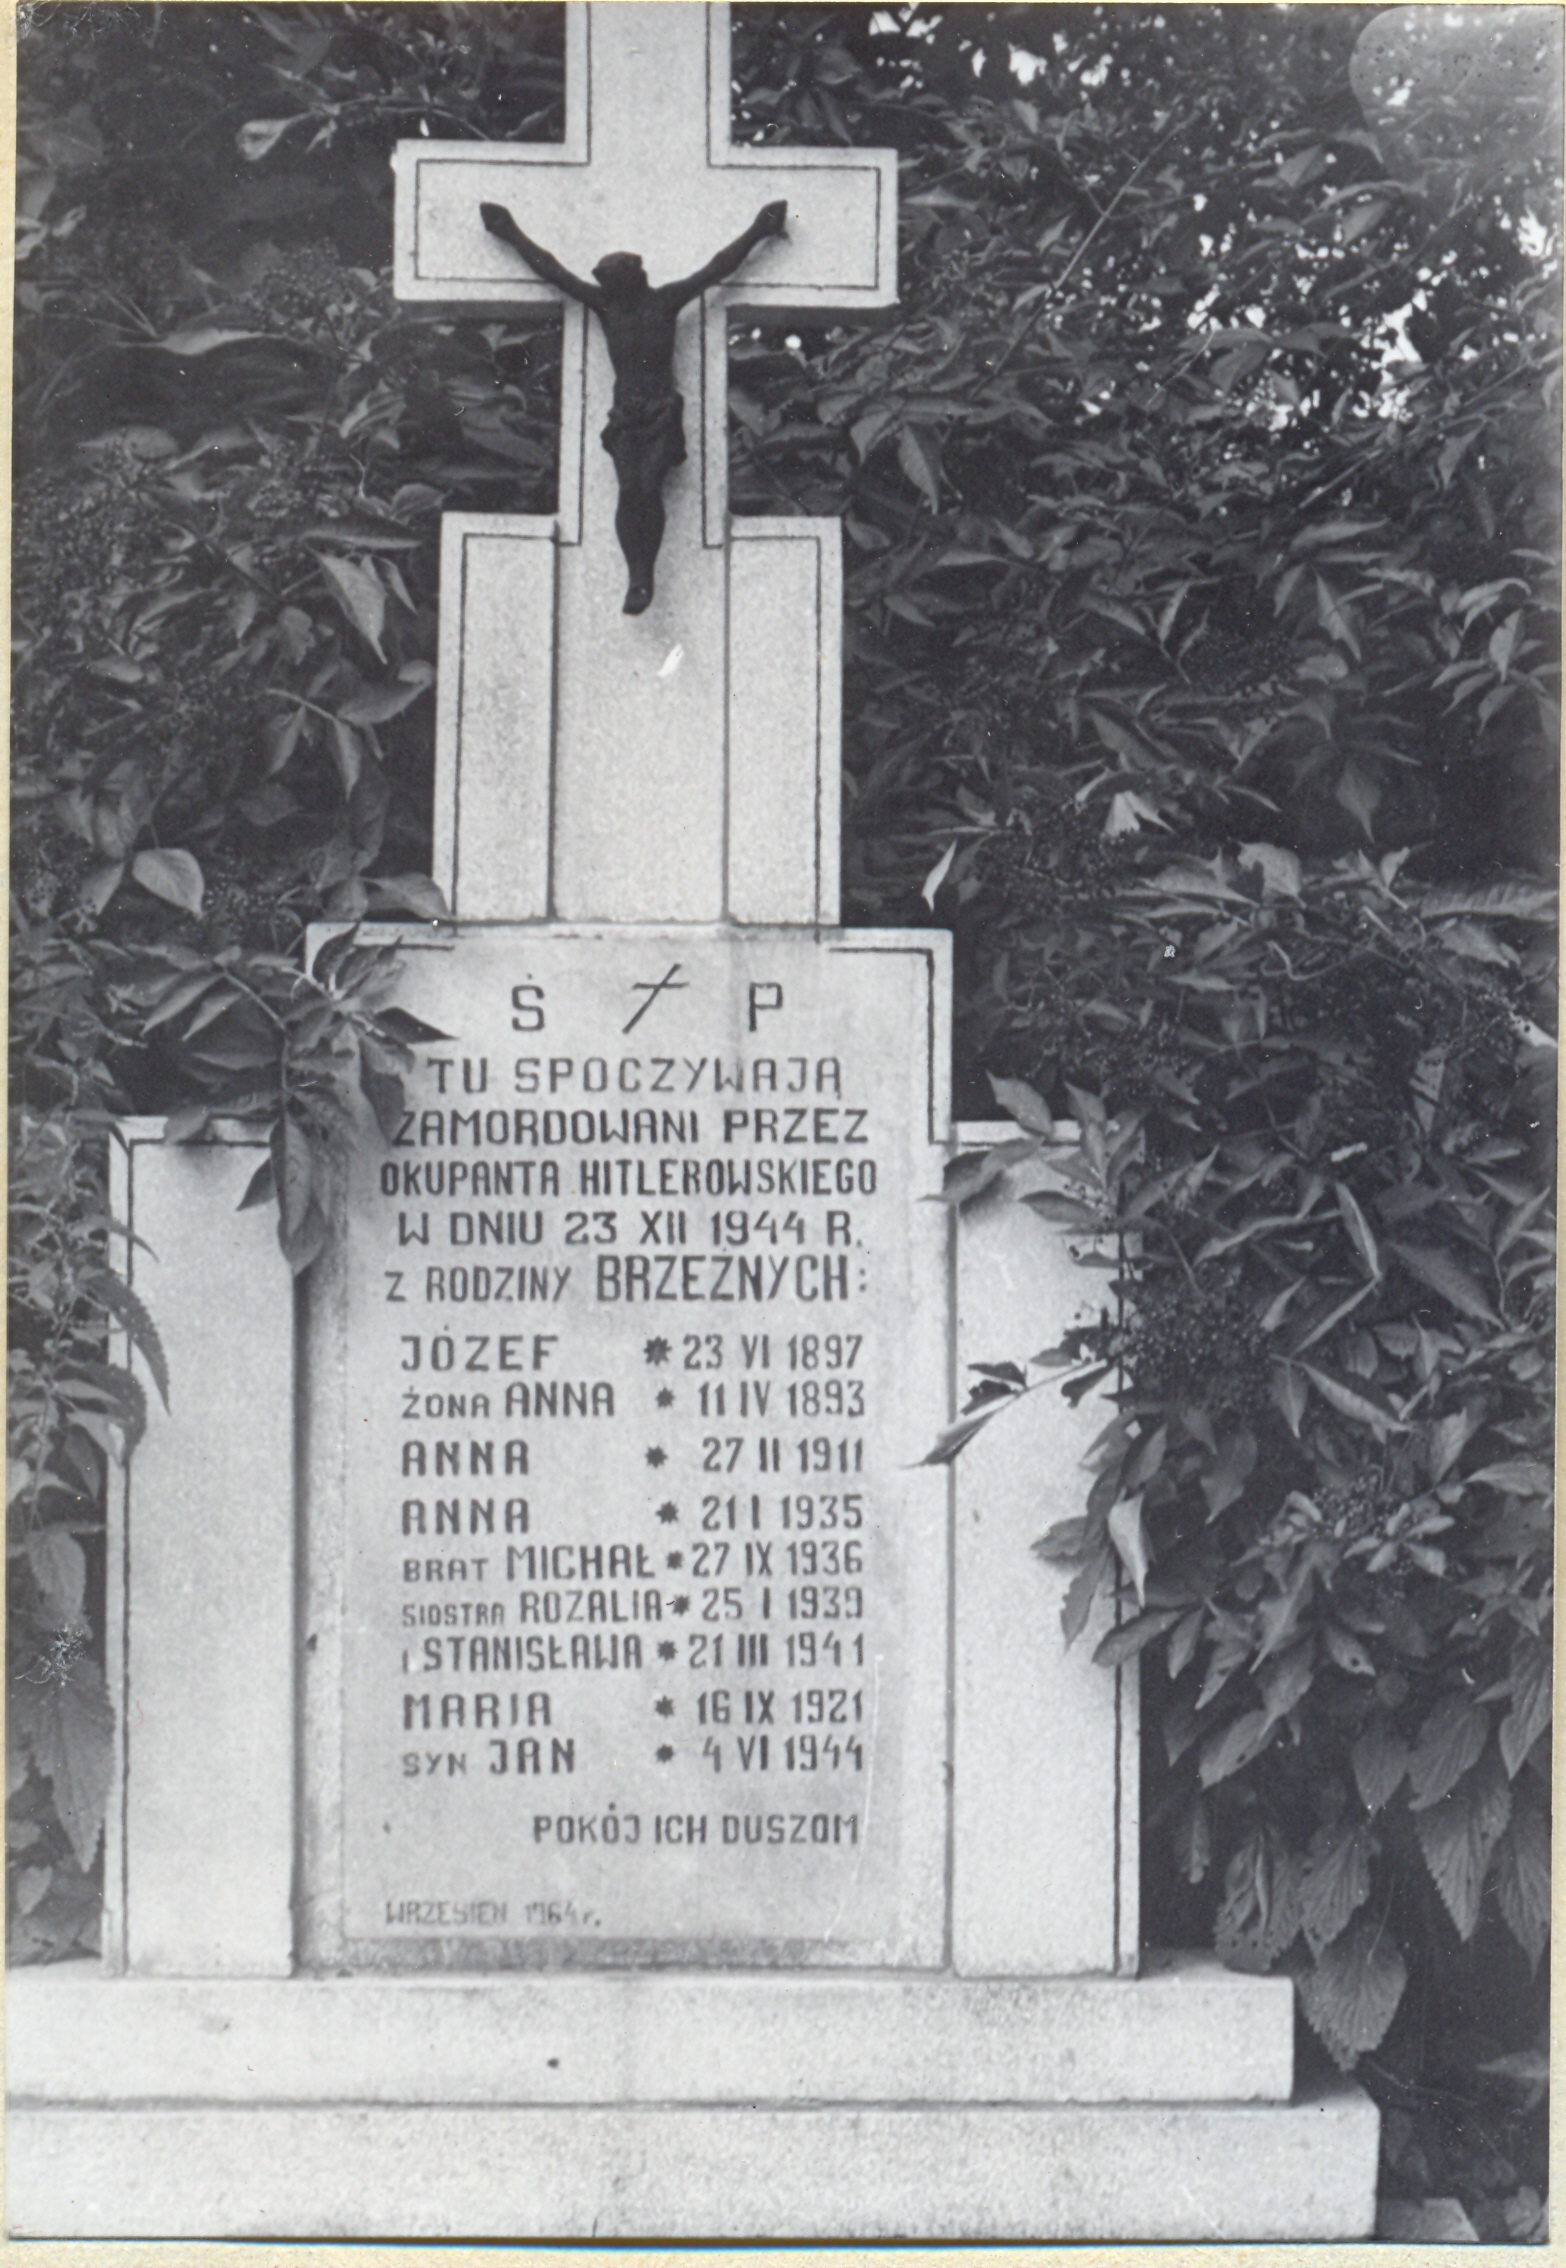 Ś P
TU SPOCZYWAJĄ
ZAMORDOWANI PRZEZ
OKUPANTA HITLEROWSKIEGO
W DNIU 23 XII 1944 R.
Z RODZINY BRZEŻNYCH:
JÓZEF * 23 VI 1897
ŻONA ANNA * 11 IV 1893
ANNA * 27 II 1911
ANNA * 21 I 1935
BRAT MICHAŁ * 27 IX 1936
SIOSTRA ROZALIA * 25 I 1939
i STANISŁAWA * 21 III 1941
MARIA * 16 IX 1921
SYN JAN * 4 VI 1944
POKÓJ ICH DUSZOM
WRZESIEŃ 1964 r.